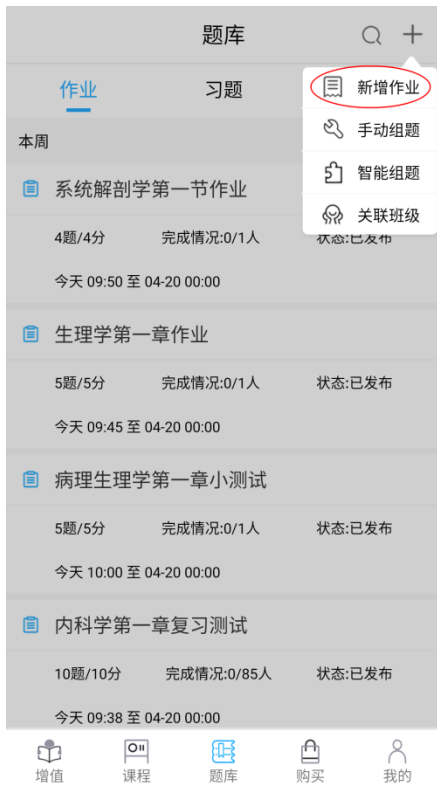 题库
作业 习题
新增作业
手动组题
智能组题
关联班级
本周
系统解剖学第一节作业
4题/4分 完成情况:0/1人 状态:已发布
今天 09:50 至 04-20 00:00
生理学第一章作业
5题/5分 完成情况:0/1人 状态:已发布
今天 09:45 至 04-20 00:00
病理生理学第一章小测试
5题/5分 完成情况:0/1人 状态:已发布
今天 10:00 至 04-20 00:00
内科学第一章复习测试
10题/10分 完成情况:0/85人 状态:已发布
今天 09:38 至 04-20 00:00
增值 课程 题库 购买 我的